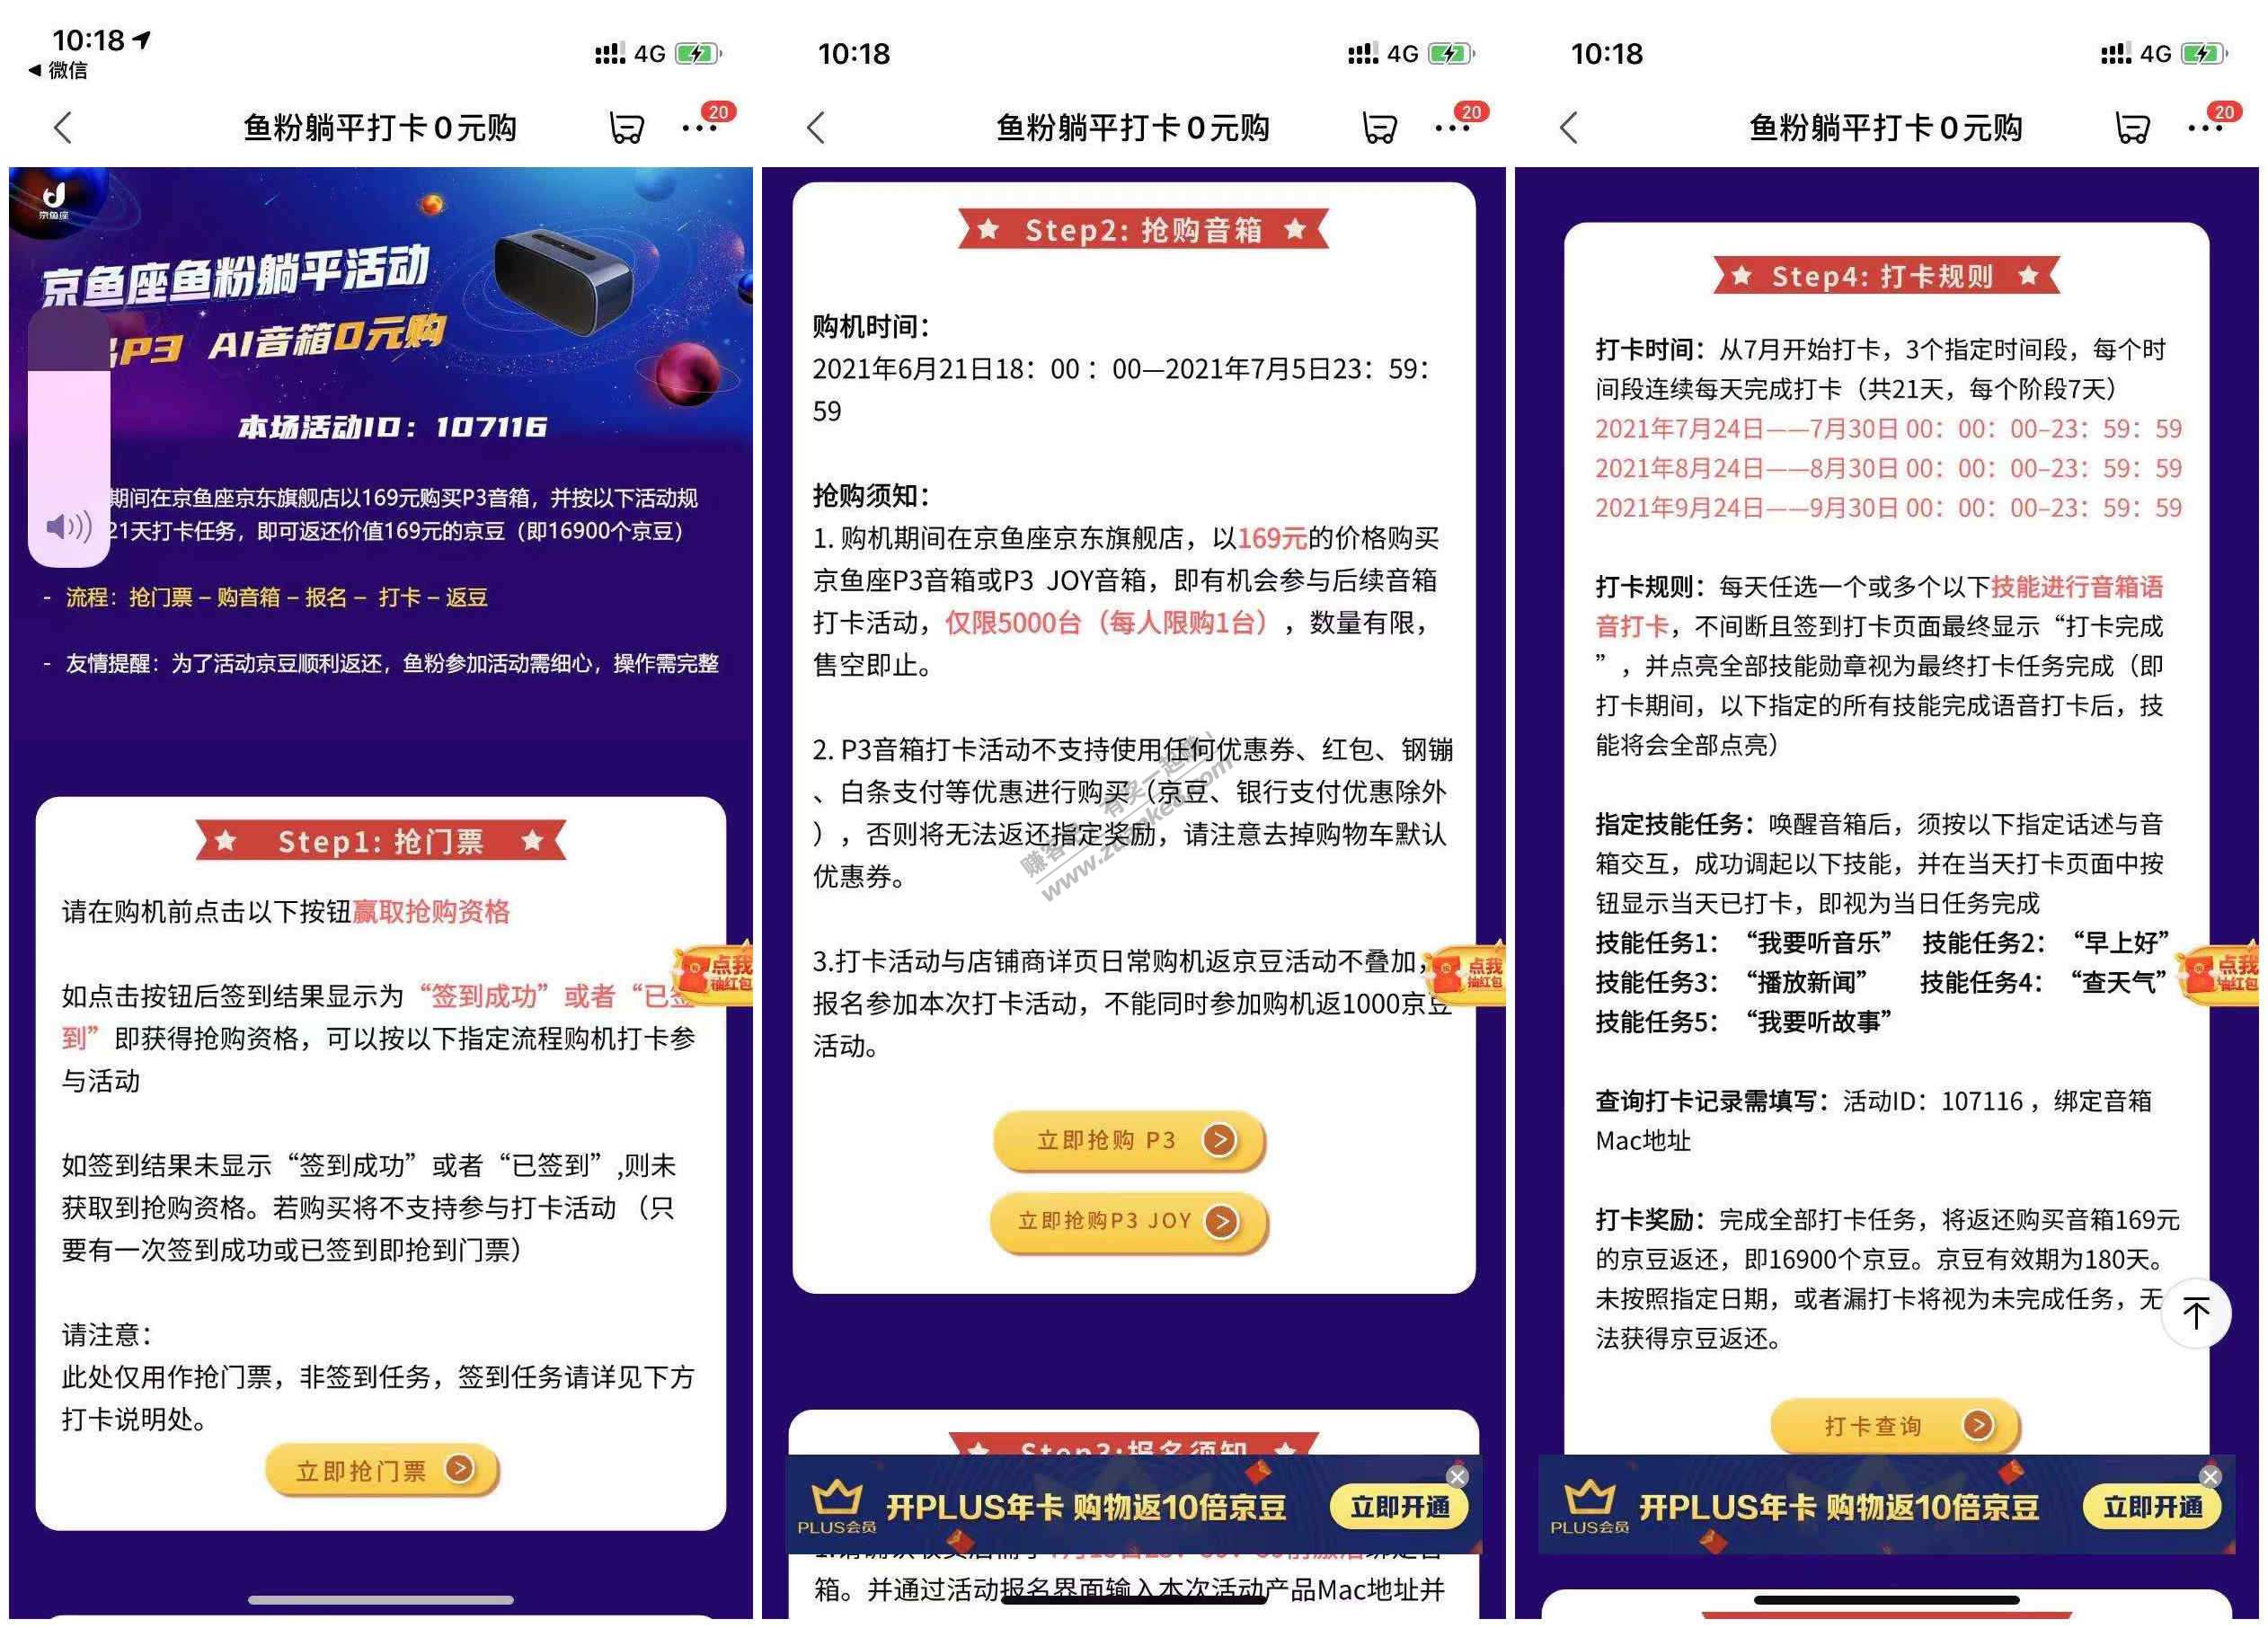 10:18
4G
微信
鱼粉躺平打卡0元购
20
京鱼座
京鱼座鱼粉躺平活动
P3 AI音箱0元购
本场活动ID：107116
期间在京鱼座京东旗舰店以169元购买P3音箱，并按以下活动规
21天打卡任务，即可返还价值169元的京豆（即16900个京豆）
- 流程：抢门票－购音箱－报名－ 打卡－返豆
- 友情提醒：为了活动京豆顺利返还，鱼粉参加活动需细心，操作需完整
Step1: 抢门票
请在购机前点击以下按钮赢取抢购资格
如点击按钮后签到结果显示为“签到成功”或者“已签
到”即获得抢购资格，可以按以下指定流程购机打卡参
与活动
点我
抽红包
如签到结果未显示“签到成功”或者“已签到”,则未
获取到抢购资格。若购买将不支持参与打卡活动 （只
要有一次签到成功或已签到即抢到门票）
请注意：
此处仅用作抢门票，非签到任务，签到任务请详见下方
打卡说明处。
立即抢门票
10:18
4G
鱼粉躺平打卡0元购
20
Step2: 抢购音箱
购机时间：
2021年6月21日18：00 ：00—2021年7月5日23：59：
59
抢购须知：
1. 购机期间在京鱼座京东旗舰店，以169元的价格购买
京鱼座P3音箱或P3 JOY音箱，即有机会参与后续音箱
打卡活动，仅限5000台（每人限购1台），数量有限，
售空即止。
2. P3音箱打卡活动不支持使用任何优惠券、红包、钢镚
、白条支付等优惠进行购买（京豆、银行支付优惠除外
），否则将无法返还指定奖励，请注意去掉购物车默认
优惠券。
3.打卡活动与店铺商详页日常购机返京豆活动不叠加，
报名参加本次打卡活动，不能同时参加购机返1000京豆
活动。
点我
抽红包
立即抢购 P3
立即抢购P3 JOY
Step3:报名须知
PLUS会员
开PLUS年卡 购物返10倍京豆
立即开通
箱。并通过活动报名界面输入本次活动产品Mac地址并
10:18
4G
鱼粉躺平打卡0元购
20
Step4: 打卡规则
打卡时间：从7月开始打卡，3个指定时间段，每个时
间段连续每天完成打卡（共21天，每个阶段7天）
2021年7月24日——7月30日 00：00：00–23：59：59
2021年8月24日——8月30日 00：00：00–23：59：59
2021年9月24日——9月30日 00：00：00–23：59：59
打卡规则：每天任选一个或多个以下技能进行音箱语
音打卡，不间断且签到打卡页面最终显示“打卡完成
”，并点亮全部技能勋章视为最终打卡任务完成（即
打卡期间，以下指定的所有技能完成语音打卡后，技
能将会全部点亮）
指定技能任务：唤醒音箱后，须按以下指定话述与音
箱交互，成功调起以下技能，并在当天打卡页面中按
钮显示当天已打卡，即视为当日任务完成
技能任务1：“我要听音乐” 技能任务2：“早上好”
技能任务3：“播放新闻” 技能任务4：“查天气”
技能任务5：“我要听故事”
点我
抽红包
查询打卡记录需填写：活动ID：107116 ，绑定音箱
Mac地址
打卡奖励：完成全部打卡任务，将返还购买音箱169元
的京豆返还，即16900个京豆。京豆有效期为180天。
未按照指定日期，或者漏打卡将视为未完成任务，无
法获得京豆返还。
打卡查询
PLUS会员
开PLUS年卡 购物返10倍京豆
立即开通